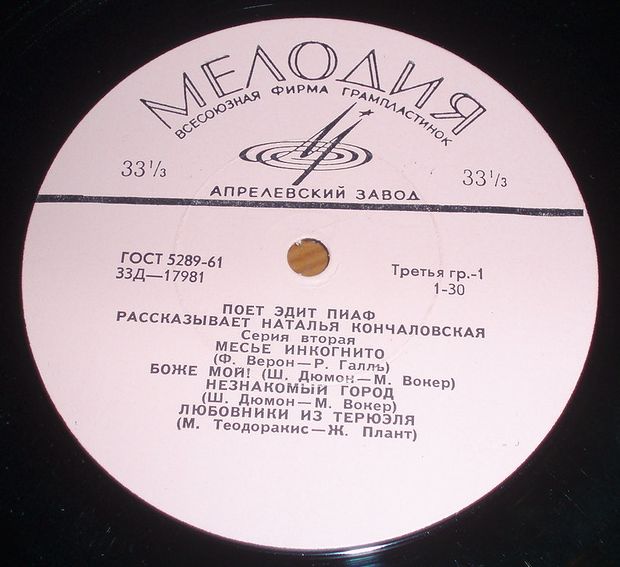 МЕЛОДИЯ
ВСЕСОЮЗНАЯ ФИРМА ГРАМПЛАСТИНОК
33 1/3
33 1/3
АПРЕЛЕВСКИЙ ЗАВОД
ГОСТ 5289-61
33Д—17981
Третья гр.-1
1-30
ПОЕТ ЭДИТ ПИАФ
РАССКАЗЫВАЕТ НАТАЛЬЯ КОНЧАЛОВСКАЯ
Серия вторая
МЕСЬЕ ИНКОГНИТО
(Ф. Верон—Р. Галль)
БОЖЕ МОЙ! (Ш. Дюмон—М. Вокер)
НЕЗНАКОМЫЙ ГОРОД
(Ш. Дюмон—М. Вокер)
ЛЮБОВНИКИ ИЗ ТЕРЮЭЛЯ
(М. Теодоракис—Ж. Плант)